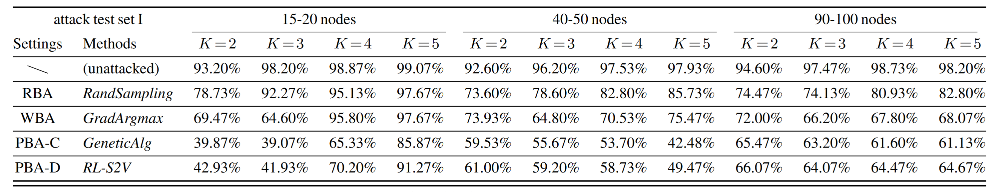 attack test set I 15-20 nodes 40-50 nodes 90-100 nodes
Settings Methods K=2 K=3 K=4 K=5 K=2 K=3 K=4 K=5 K=2 K=3 K=4 K=5
(unattacked) 93.20% 98.20% 98.87% 99.07% 92.60% 96.20% 97.53% 97.93% 94.60% 97.47% 98.73% 98.20%
RBA RandSampling 78.73% 92.27% 95.13% 97.67% 73.60% 78.60% 82.80% 85.73% 74.47% 74.13% 80.93% 82.80%
WBA GradArgmax 69.47% 64.60% 95.80% 97.67% 73.93% 64.80% 70.53% 75.47% 72.00% 66.20% 67.80% 68.07%
PBA-C GeneticAlg 39.87% 39.07% 65.33% 85.87% 59.53% 55.67% 53.70% 42.48% 65.47% 63.20% 61.60% 61.13%
PBA-D RL-S2V 42.93% 41.93% 70.20% 91.27% 61.00% 59.20% 58.73% 49.47% 66.07% 64.07% 64.47% 64.67%